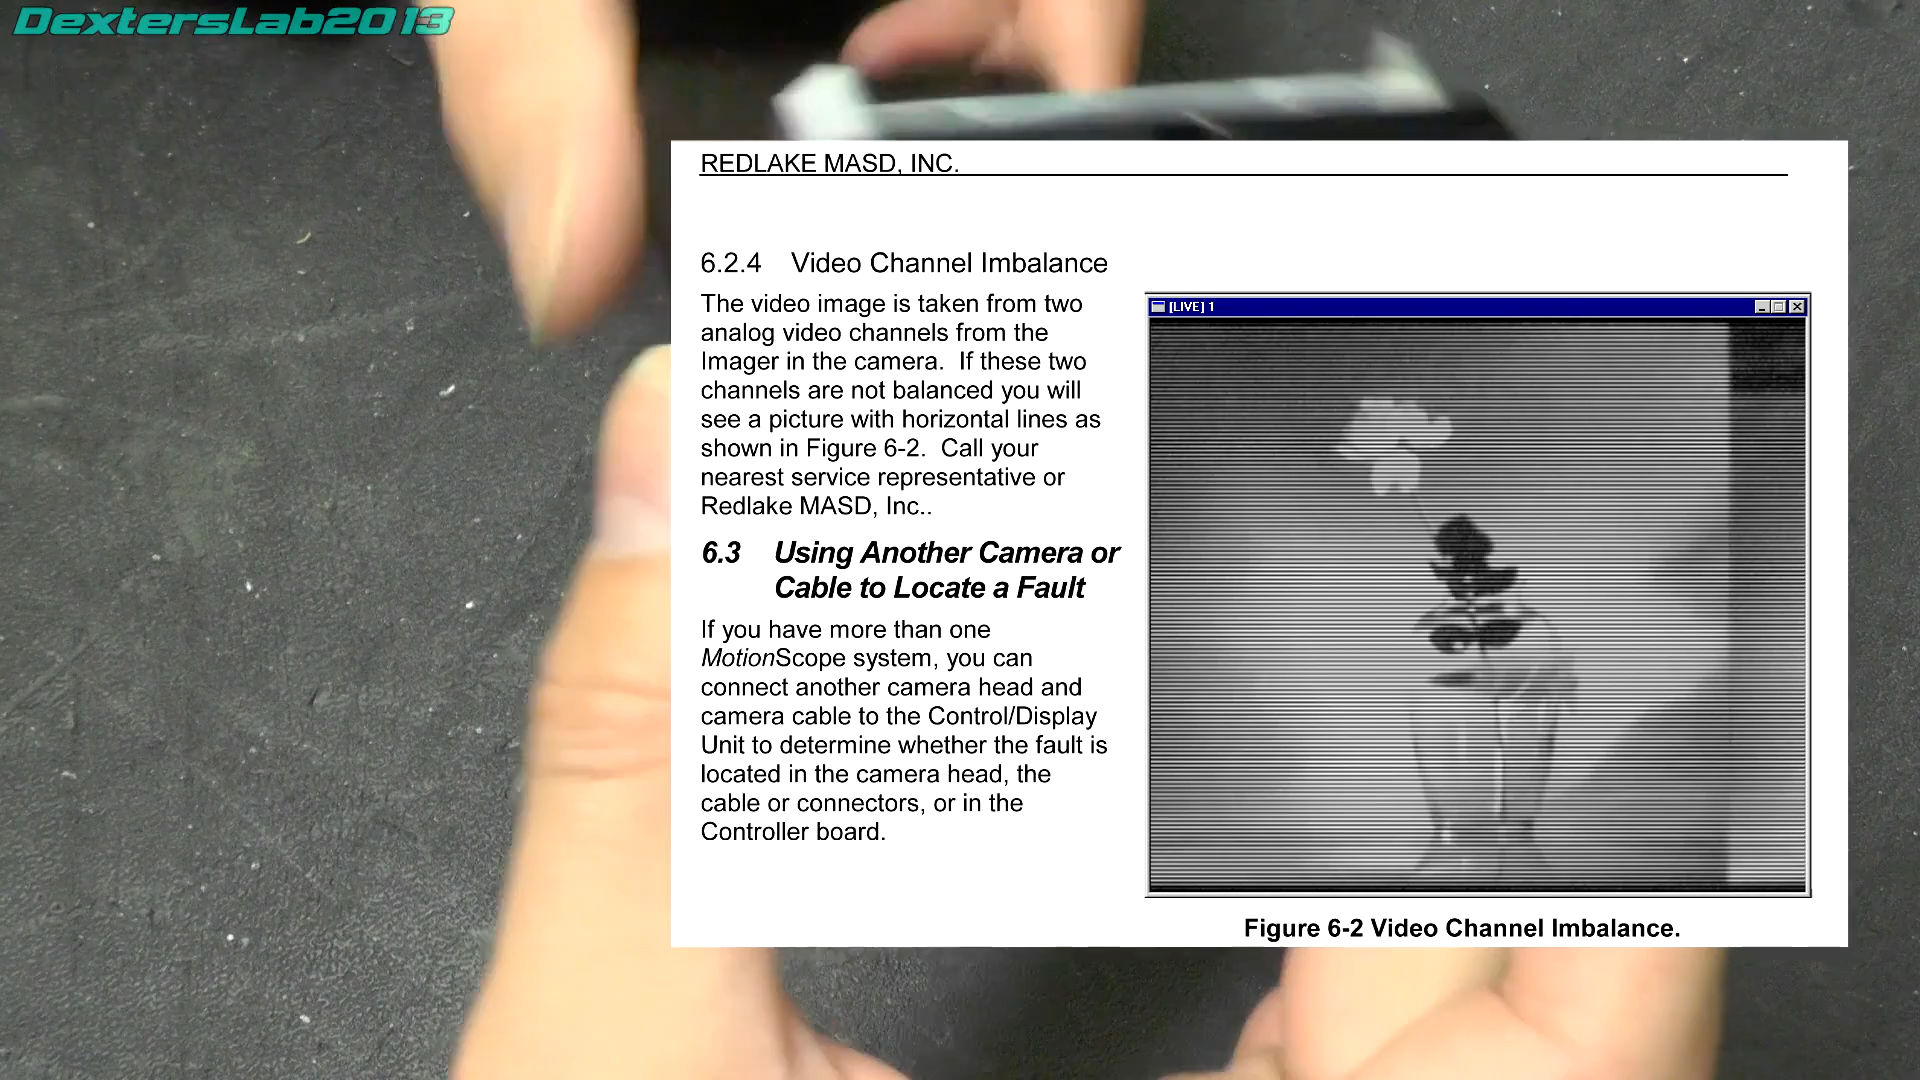 DextersLab2013
REDLAKE MASD, INC.
6.2.4 Video Channel Imbalance
The video image is taken from two
analog video channels from the
Imager in the camera. If these two
channels are not balanced you will
see a picture with horizontal lines as
shown in Figure 6-2. Call your
nearest service representative or
Redlake MASD, Inc..
6.3 Using Another Camera or
Cable to Locate a Fault
If you have more than one
MotionScope system, you can
connect another camera head and
camera cable to the Control/Display
Unit to determine whether the fault is
located in the camera head, the
cable or connectors, or in the
Controller board.
[LIVE] 1
Figure 6-2 Video Channel Imbalance.